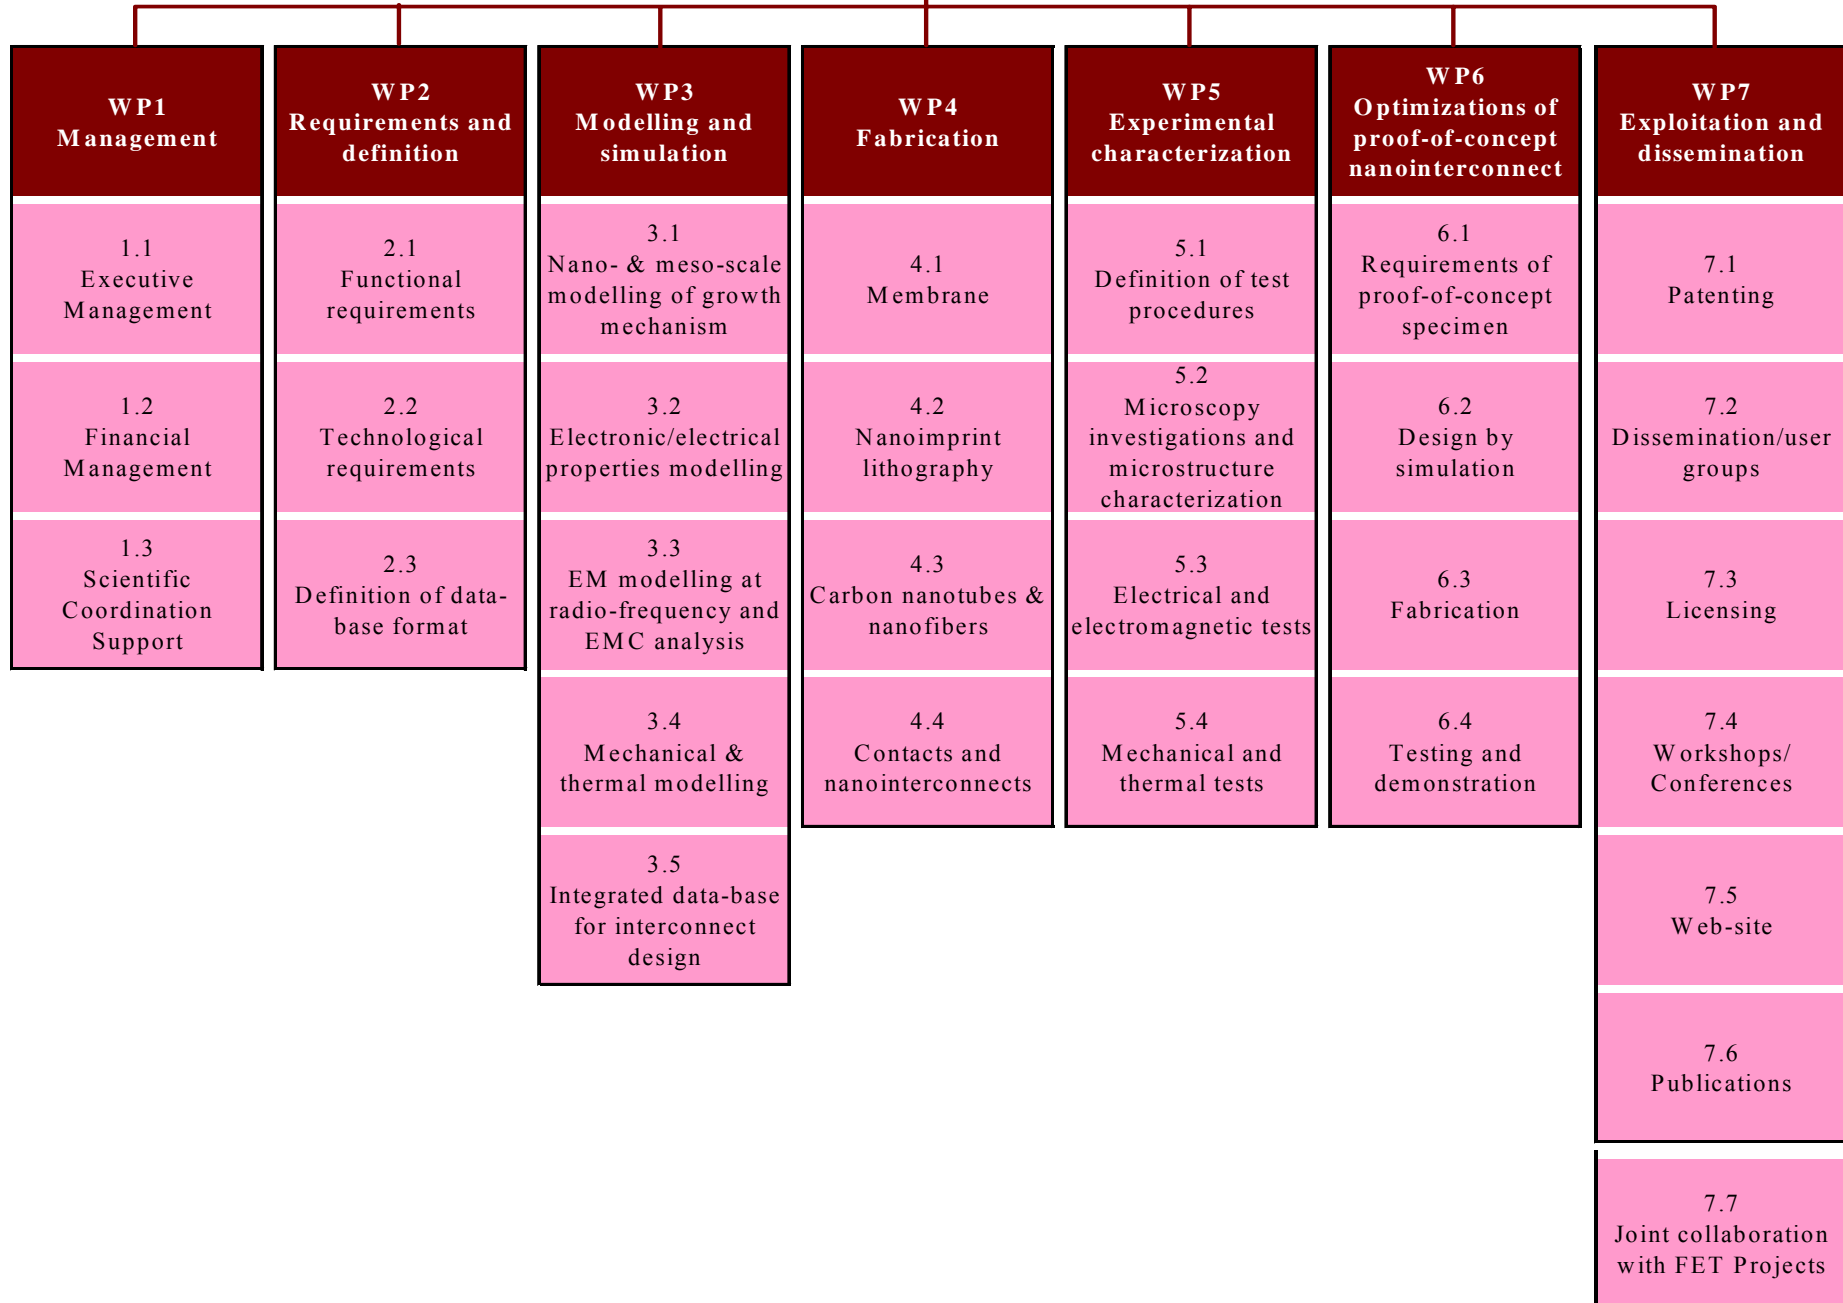 WP1
Management
1.1
Executive
Management
1.2
Financial
Management
1.3
Scientific
Coordination
Support
WP2
Requirements and
definition
2.1
Functional
requirements
2.2
Technological
requirements
2.3
Definition of data-
base format
WP3
Modelling and
simulation
3.1
Nano- & meso-scale
modelling of growth
mechanism
3.2
Electronic/electrical
properties modelling
3.3
EM modelling at
radio-frequency and
EMC analysis
3.4
Mechanical &
thermal modelling
3.5
Integrated data-base
for interconnect
design
WP4
Fabrication
4.1
Membrane
4.2
Nanoimprint
lithography
4.3
Carbon nanotubes &
nanofibers
4.4
Contacts and
nanointerconnects
WP5
Experimental
characterization
5.1
Definition of test
procedures
5.2
Microscopy
investigations and
microstructure
characterization
5.3
Electrical and
electromagnetic tests
5.4
Mechanical and
thermal tests
WP6
Optimizations of
proof-of-concept
nanointerconnect
6.1
Requirements of
proof-of-concept
specimen
6.2
Design by
simulation
6.3
Fabrication
6.4
Testing and
demonstration
WP7
Exploitation and
dissemination
7.1
Patenting
7.2
Dissemination/user
groups
7.3
Licensing
7.4
Workshops/
Conferences
7.5
Web-site
7.6
Publications
7.7
Joint collaboration
with FET Projects